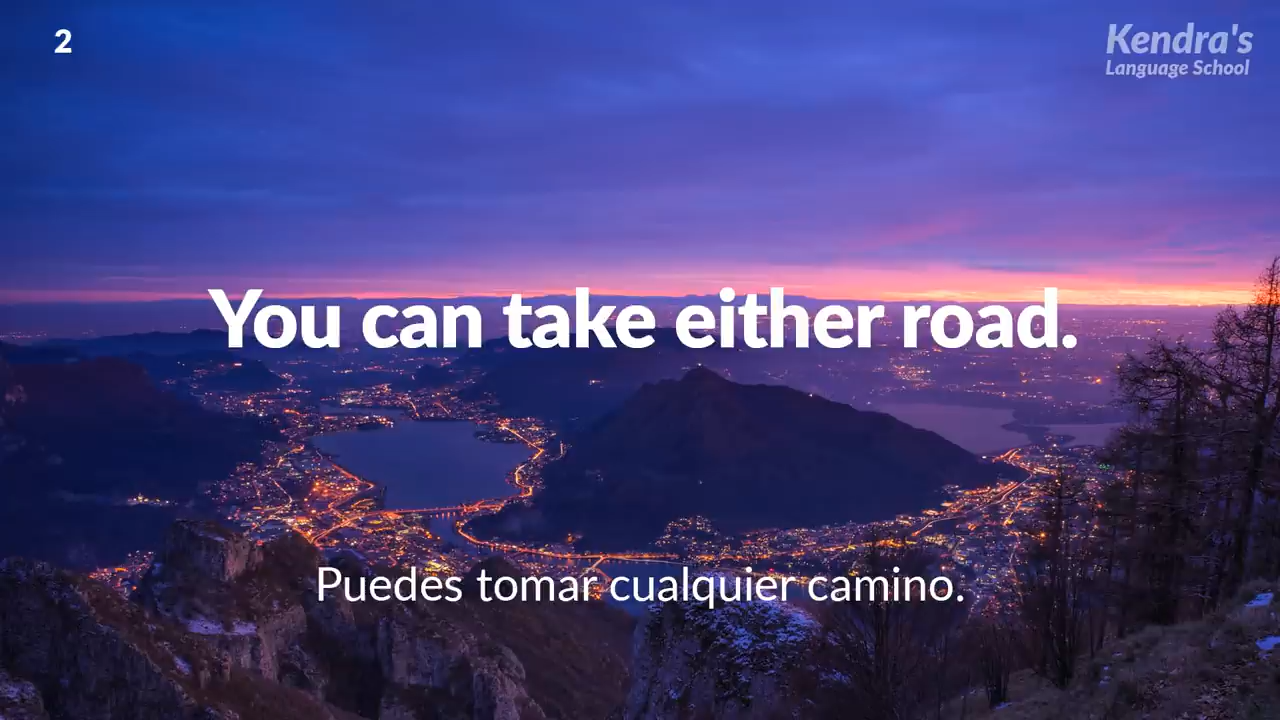 2
Kendra's
Language School
You can take either road.
Puedes tomar cualquier camino.